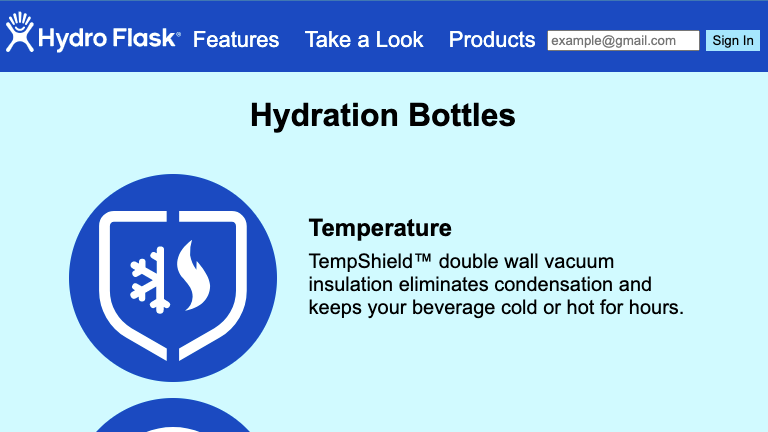 Hydro Flask® Features Take a Look Products example@gmail.com Sign In
Hydration Bottles
Temperature
TempShield™ double wall vacuum
insulation eliminates condensation and
keeps your beverage cold or hot for hours.